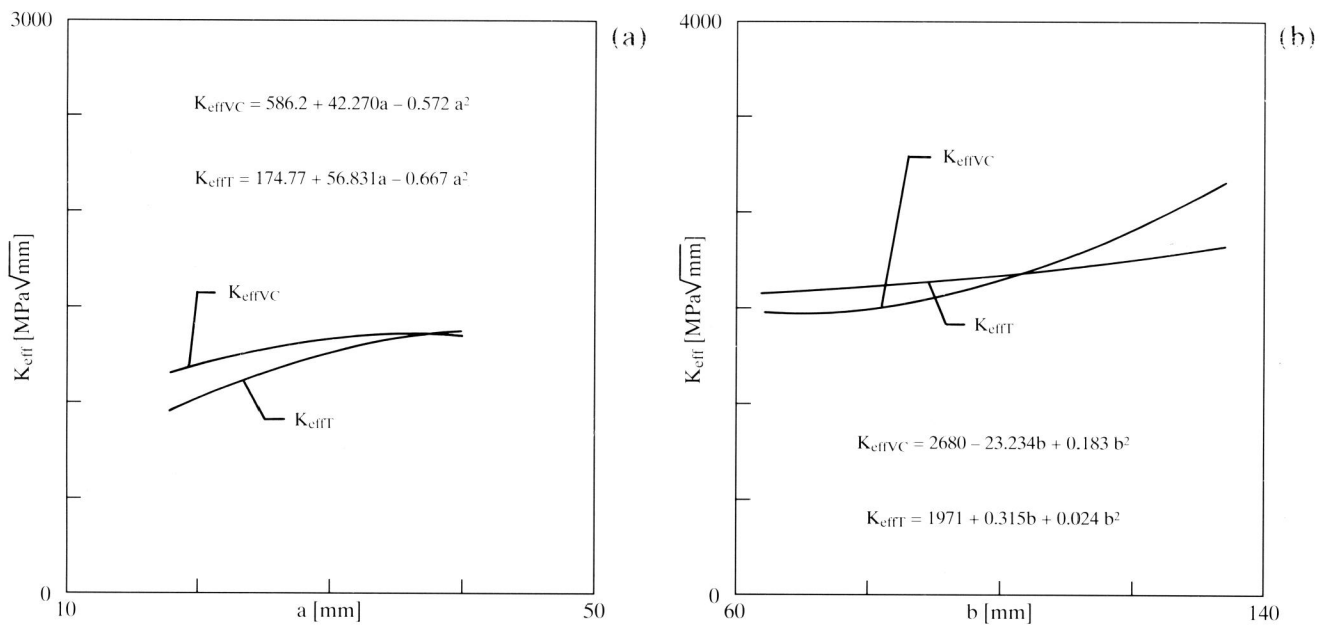 3000
(a)
K_effVC = 586.2 + 42.270a – 0.572 a²
K_effT = 174.77 + 56.831a – 0.667 a²
K_eff [MPa√mm]
K_effVC
K_effT
0
10
a [mm]
50
4000
(b)
K_effVC
K_eff [MPa√mm]
K_effT
K_effVC = 2680 – 23.234b + 0.183 b²
K_effT = 1971 + 0.315b + 0.024 b²
0
60
b [mm]
140